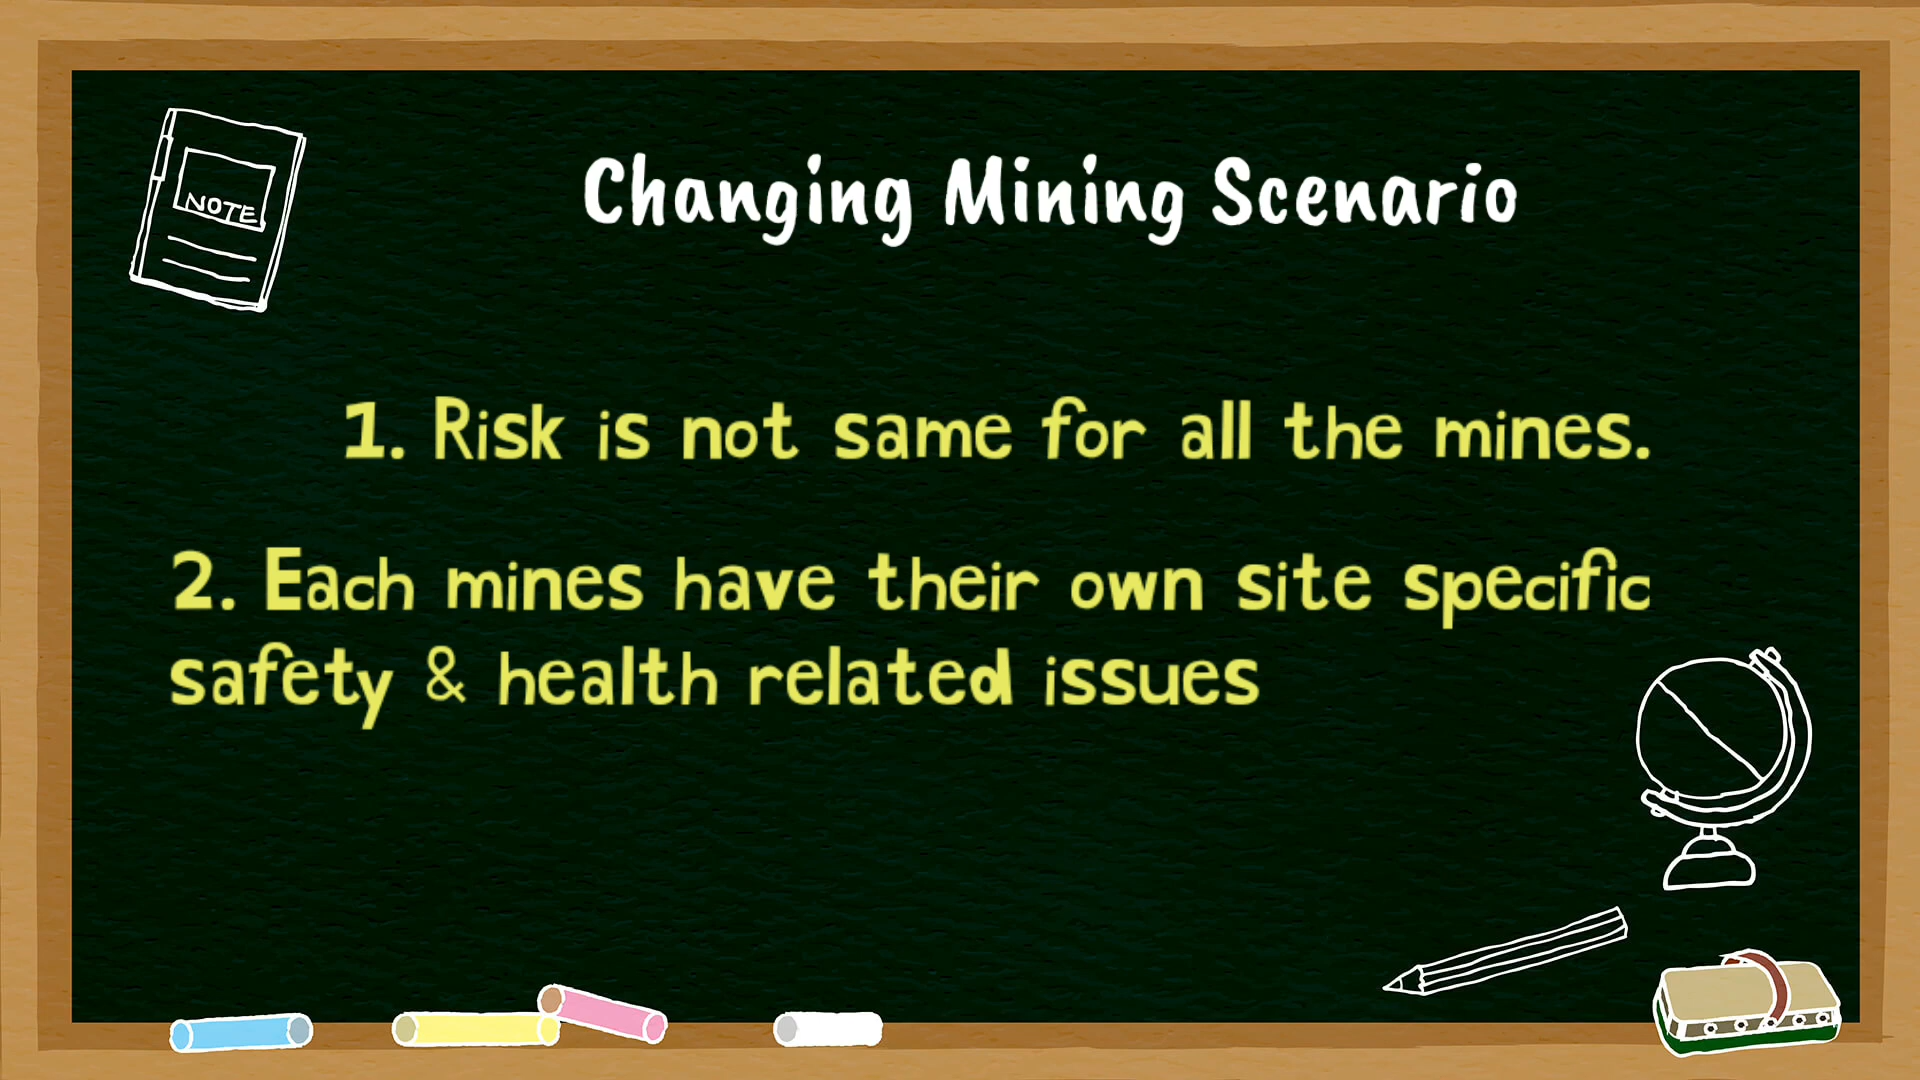 NOTE
Changing Mining Scenario
1. Risk is not same for all the mines.
2. Each mines have their own site specific
safety & health related issues